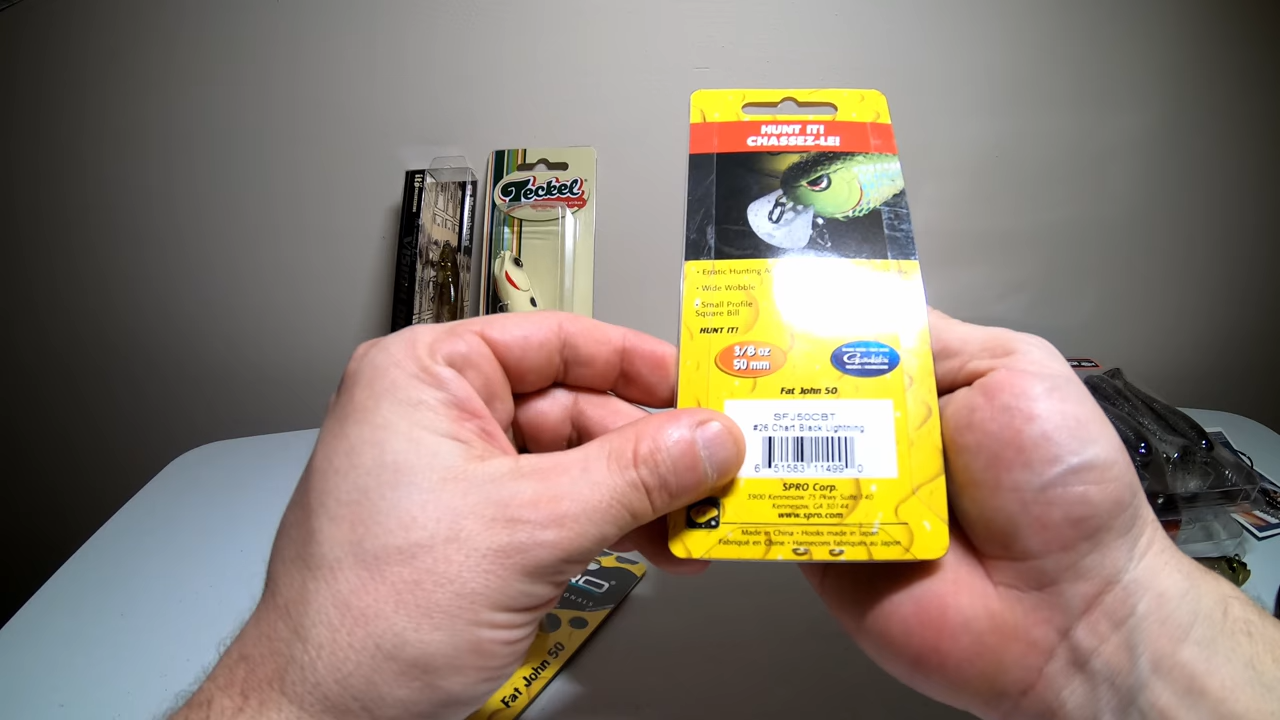 HUNT IT!
CHASSEZ-LE!
• Erratic Hunting
• Wide Wobble
• Small Profile
Square Bill
HUNT IT!
3/8 oz
50 mm
Gamakatsu
Fat John 50
SFJ50CBT
#26 Chart Black Lightning
6 51583 11499 0
SPRO Corp.
3900 Kennesaw 75 Pkwy Suite 140
Kennesaw, GA 30144
www.spro.com
Made in China • Hooks made in Japan
Fabriqué en Chine • Hameçons fabriqués au Japon
Teckel
Fat John 50